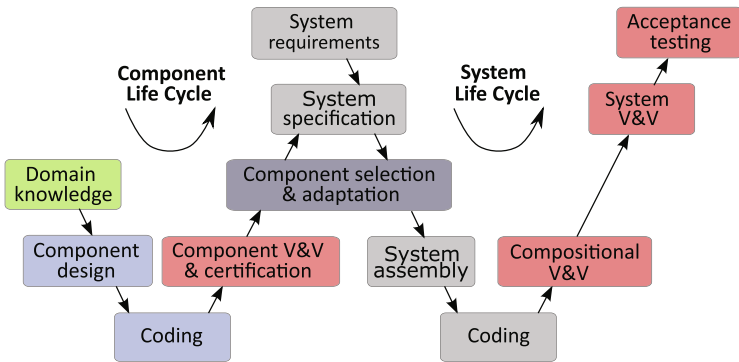 System
requirements
Acceptance
testing
Component
Life Cycle
System
Life Cycle
System
specification
System
V&V
Domain
knowledge
Component selection
& adaptation
Component
design
Component V&V
& certification
System
assembly
Compositional
V&V
Coding
Coding